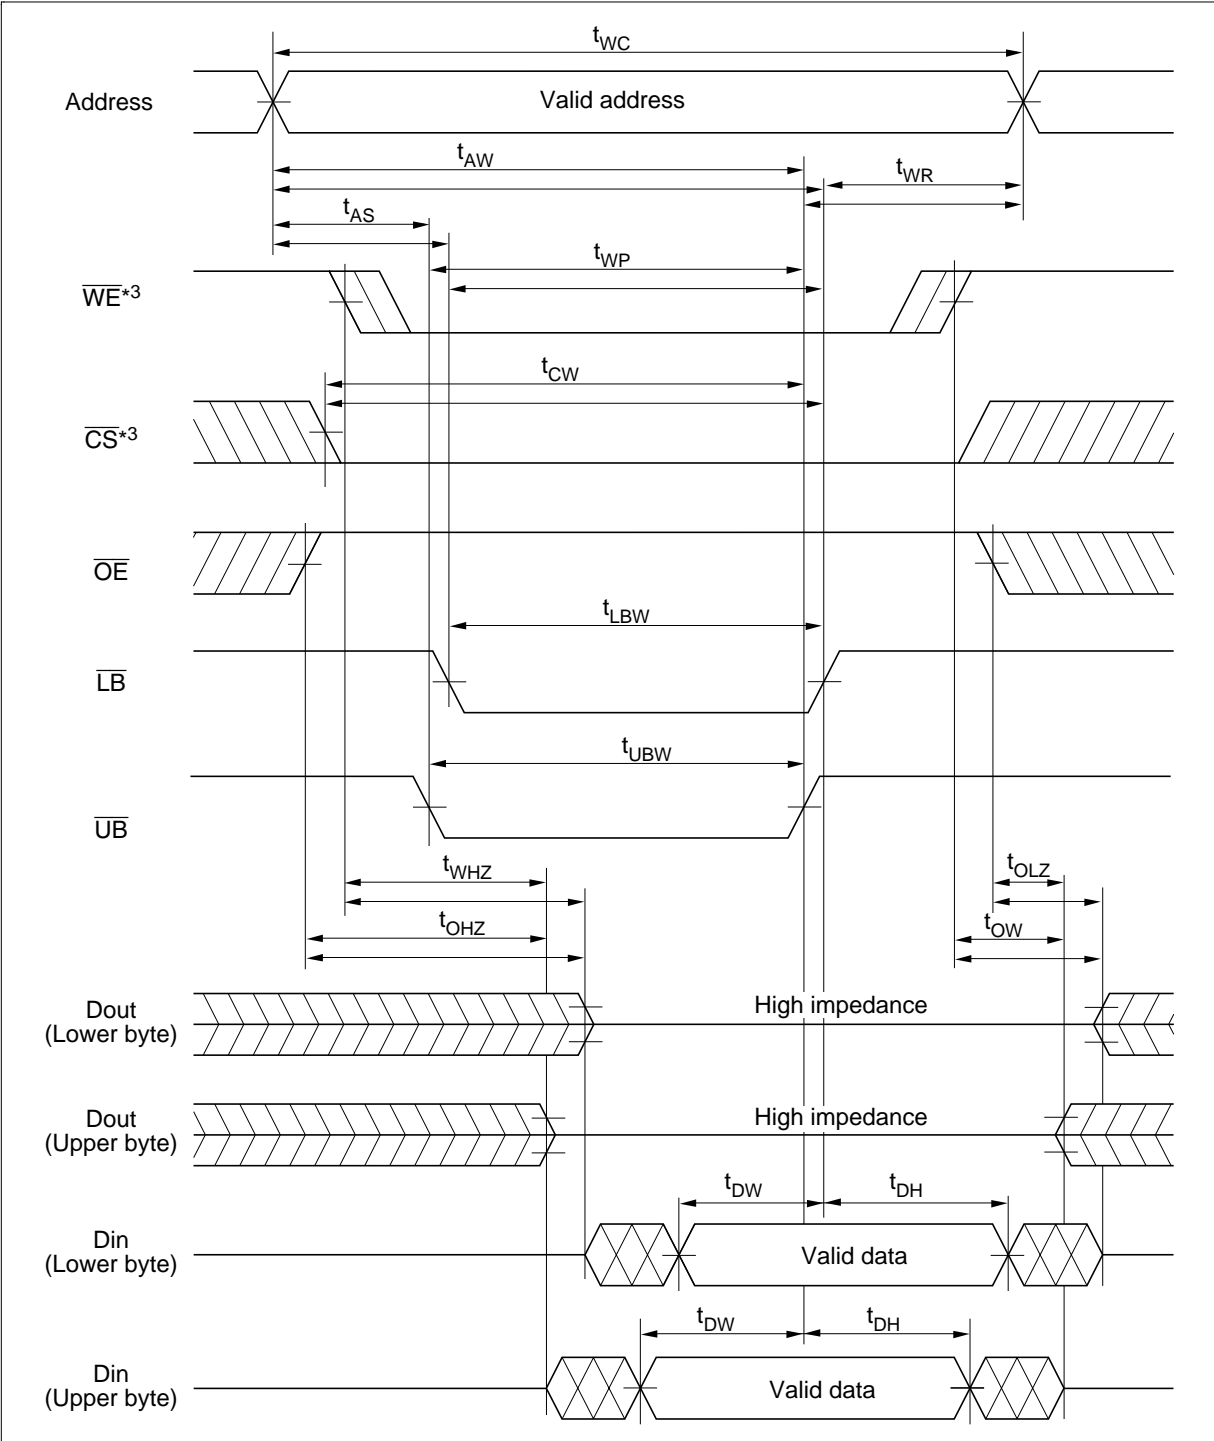 tWC
Address
Valid address
tAW
tWR
tAS
tWP
WE*3
tCW
CS*3
OE
tLBW
LB
tUBW
UB
tWHZ
tOLZ
tOHZ
tOW
Dout
(Lower byte)
High impedance
Dout
(Upper byte)
High impedance
tDW
tDH
Din
(Lower byte)
Valid data
tDW
tDH
Din
(Upper byte)
Valid data